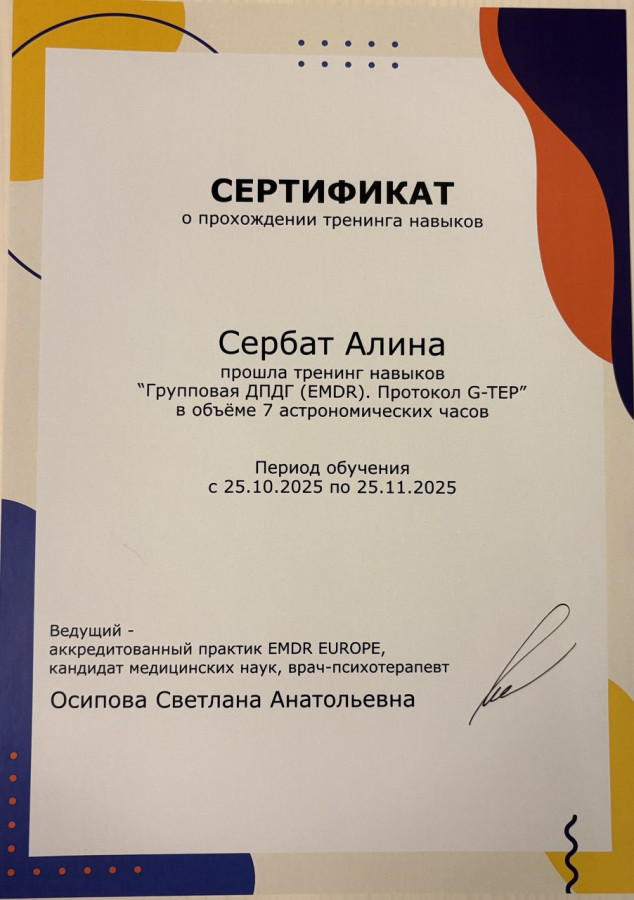 СЕРТИФИКАТ
о прохождении тренинга навыков
Сербат Алина
прошла тренинг навыков
“Групповая ДПДГ (EMDR). Протокол G-TEP”
в объёме 7 астрономических часов
Период обучения
с 25.10.2025 по 25.11.2025
Ведущий -
аккредитованный практик EMDR EUROPE,
кандидат медицинских наук, врач-психотерапевт
Осипова Светлана Анатольевна